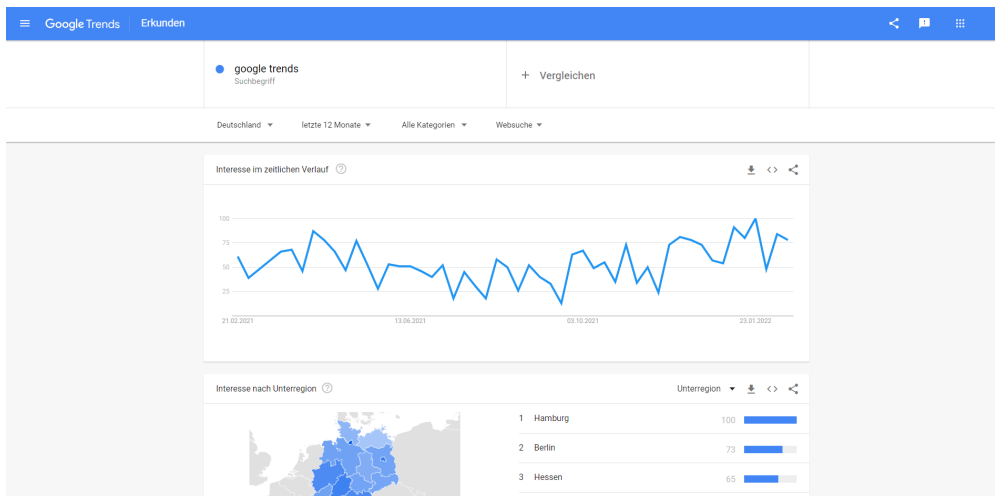 Google Trends Erkunden
google trends
Suchbegriff
+ Vergleichen
Deutschland letzte 12 Monate Alle Kategorien Websuche
Interesse im zeitlichen Verlauf
100
75
50
25
21.02.2021 13.06.2021 03.10.2021 23.01.2022
Interesse nach Unterregion Unterregion
1 Hamburg 100
2 Berlin 73
3 Hessen 65